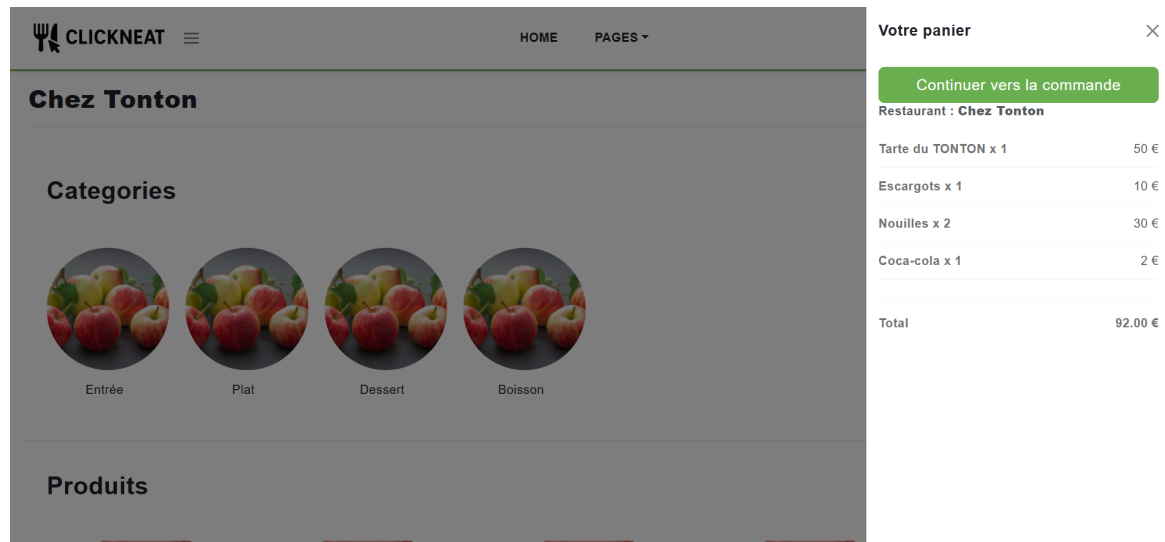 CLICKNEAT
HOME PAGES
Chez Tonton
Categories
Entrée Plat Dessert Boisson
Produits
Votre panier
Continuer vers la commande
Restaurant : Chez Tonton
Tarte du TONTON x 1 50 €
Escargots x 1 10 €
Nouilles x 2 30 €
Coca-cola x 1 2 €
Total 92.00 €